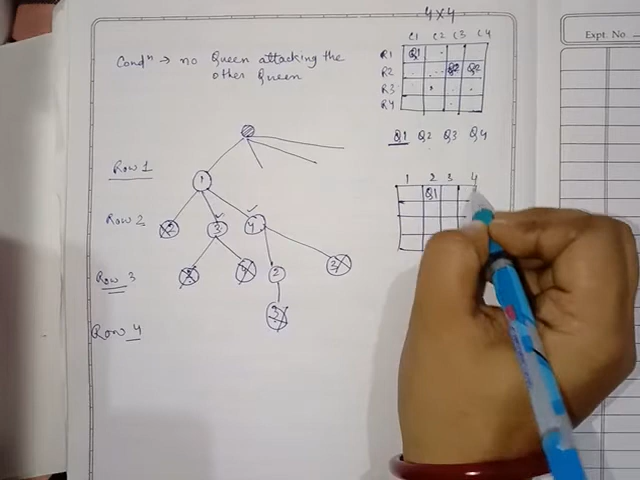 4X4
Condⁿ → no Queen attacking the
other Queen
C1 C2 C3 C4
R1 Q1
R2 Q2 Q2
R3
R4
Q1 Q2 Q3 Q4
Expt. No
1 2 3 4
Q1
Row 1
1
Row 2
2 3 4
Row 3
2 4 2 3
Row 4
3